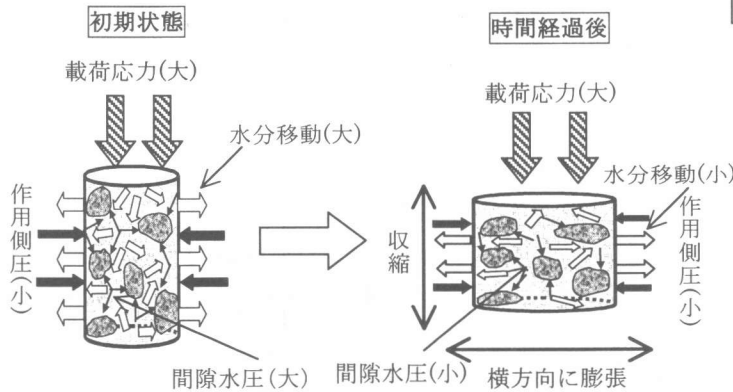 初期状態
時間経過後
載荷応力(大)
載荷応力(大)
水分移動(大)
水分移動(小)
作用側圧(小)
収縮
作用側圧(小)
間隙水圧(大)
間隙水圧(小)
横方向に膨張